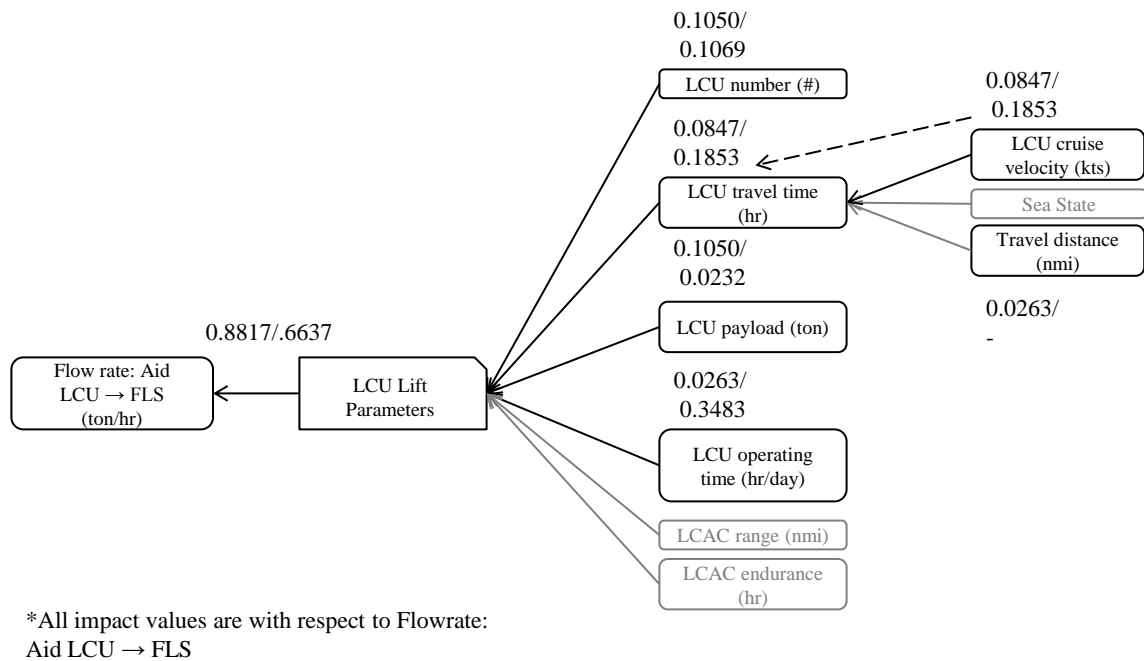 0.1050/
0.1069
LCU number (#)
0.0847/
0.1853
0.0847/
0.1853
LCU cruise
velocity (kts)
LCU travel time
(hr)
Sea State
Travel distance
(nmi)
0.1050/
0.0232
0.0263/
-
LCU payload (ton)
0.8817/.6637
Flow rate: Aid
LCU → FLS
(ton/hr)
LCU Lift
Parameters
0.0263/
0.3483
LCU operating
time (hr/day)
LCAC range (nmi)
LCAC endurance
(hr)
*All impact values are with respect to Flowrate:
Aid LCU → FLS